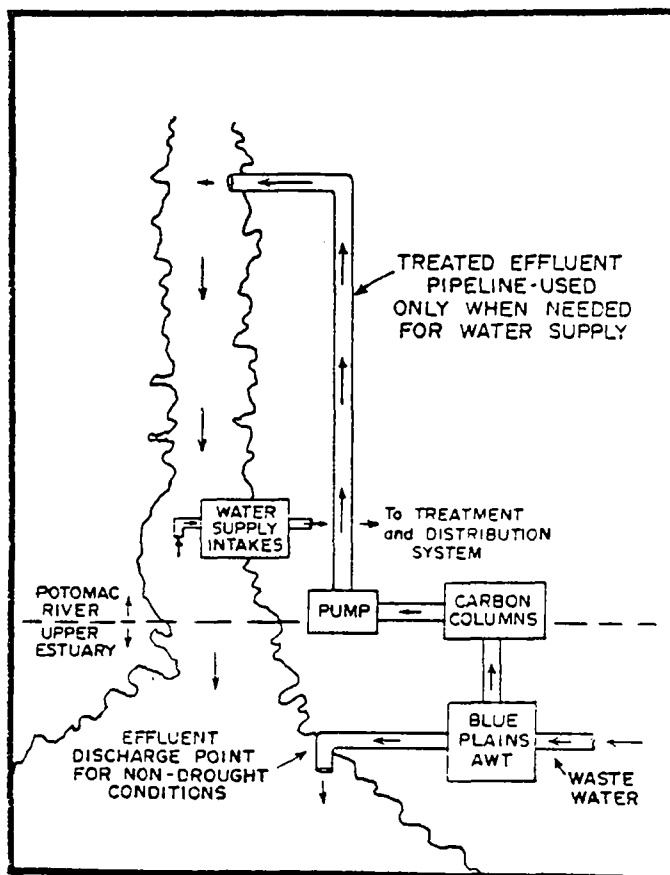 TREATED EFFLUENT
PIPELINE-USED
ONLY WHEN NEEDED
FOR WATER SUPPLY
WATER
SUPPLY
INTAKES
To TREATMENT
and DISTRIBUTION
SYSTEM
POTOMAC
RIVER
UPPER
ESTUARY
PUMP
CARBON
COLUMNS
EFFLUENT
DISCHARGE POINT
FOR NON-DROUGHT
CONDITIONS
BLUE
PLAINS
AWT
WASTE
WATER